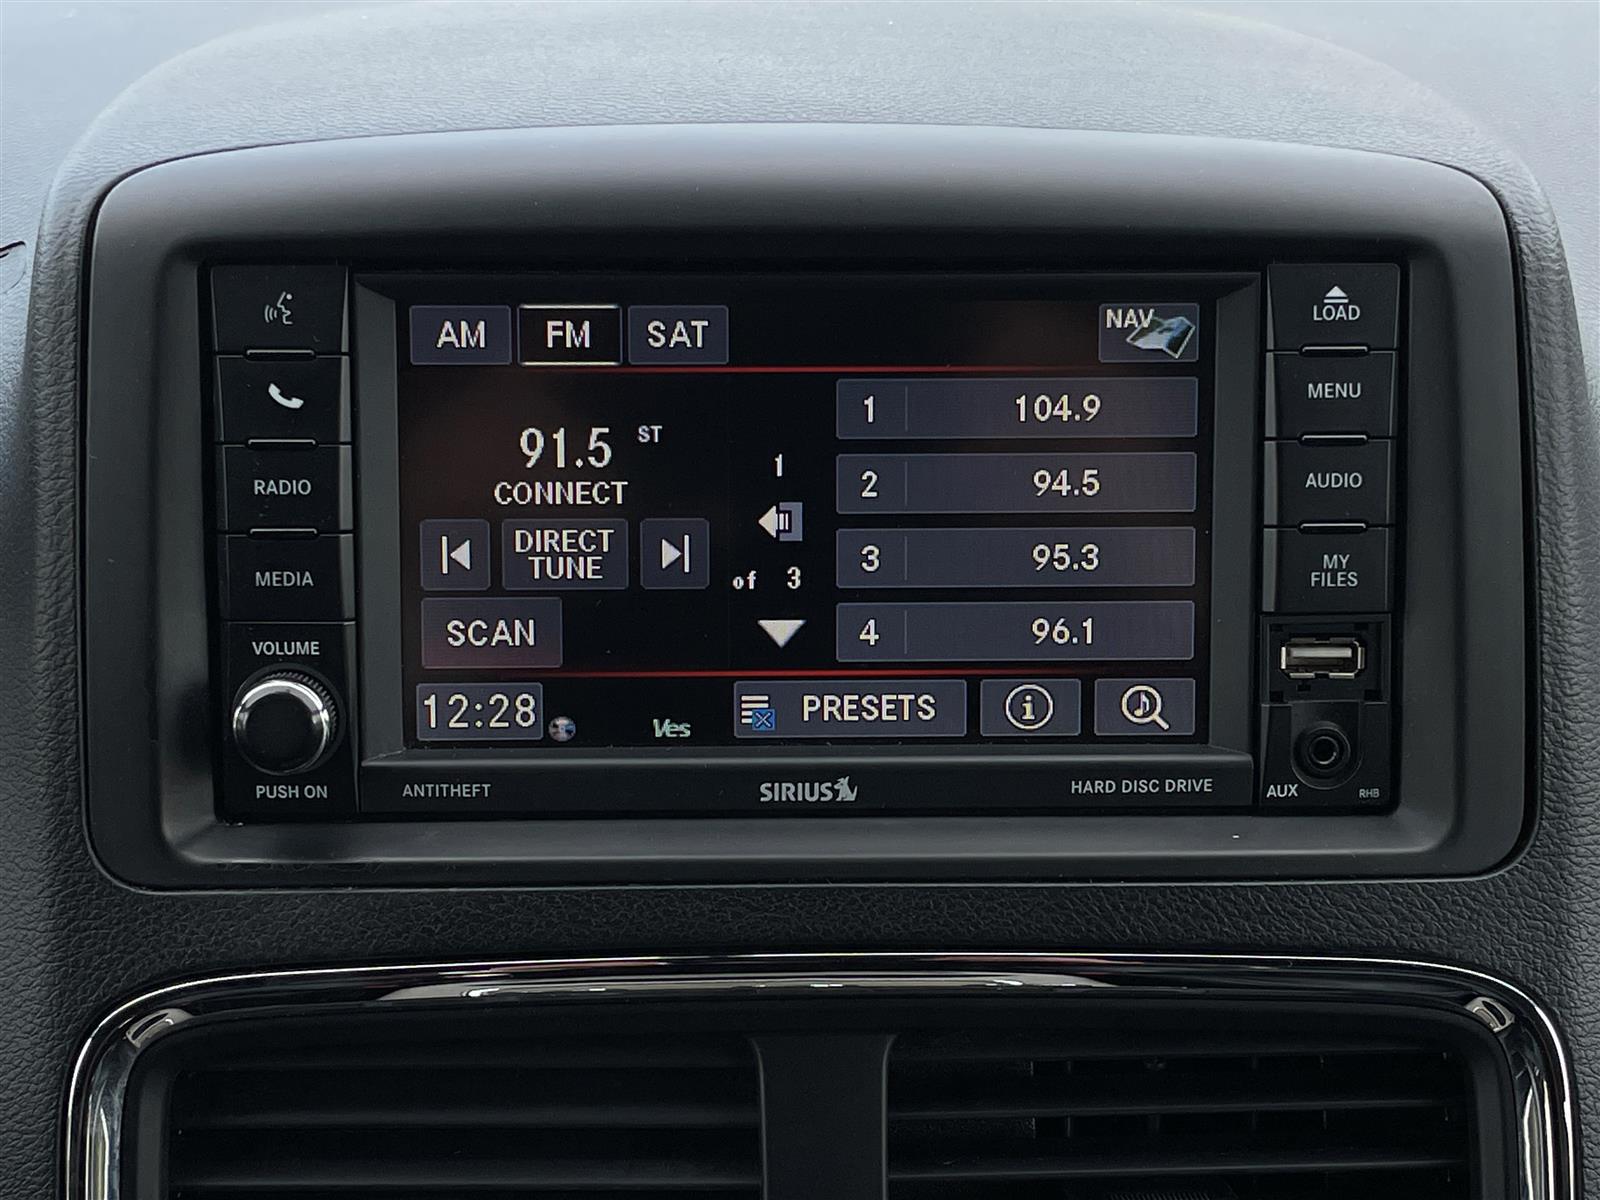 AM FM SAT NAV
LOAD
MENU
AUDIO
MY
FILES
RADIO
MEDIA
VOLUME
PUSH ON
91.5 ST
CONNECT
DIRECT
TUNE
SCAN
1
of 3
1 104.9
2 94.5
3 95.3
4 96.1
12:28 Ves PRESETS i
ANTITHEFT SIRIUS HARD DISC DRIVE
AUX RHB